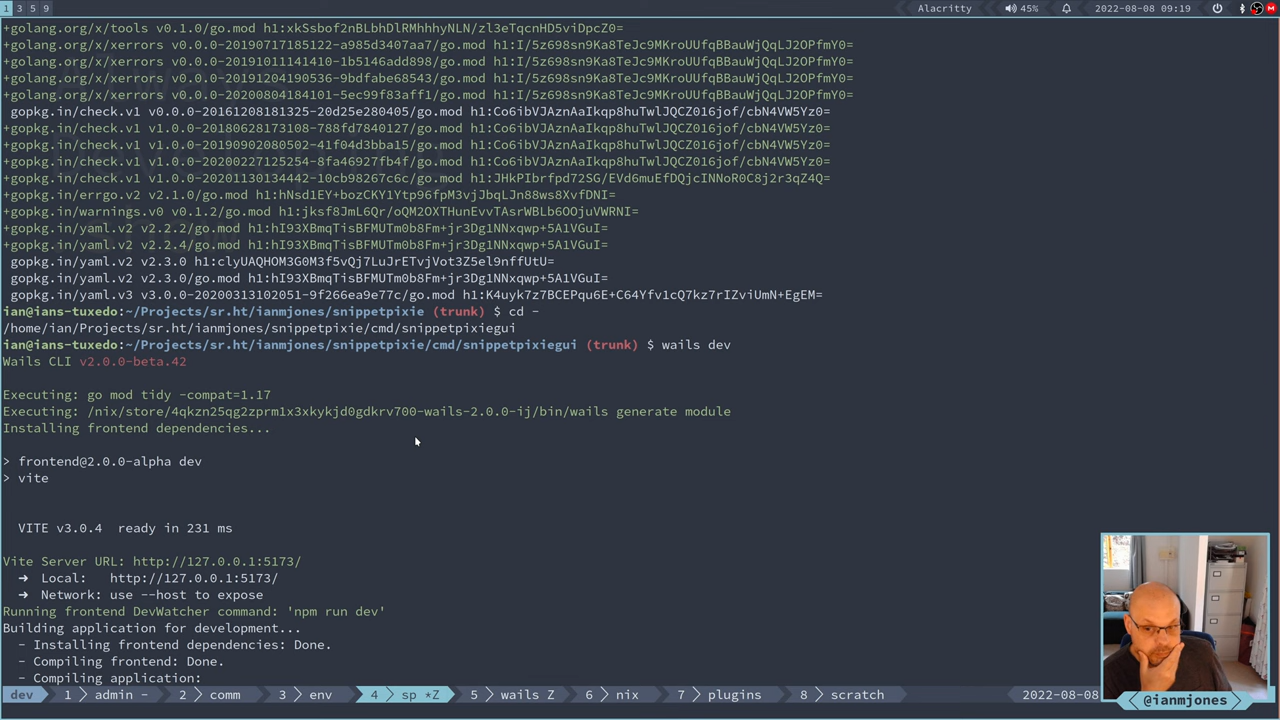 1 3 5 9 Alacritty 45% 2022-08-08 09:19
+golang.org/x/tools v0.1.0/go.mod h1:xkSsbof2nBLbhDlRMhhhyNLN/zl3eTqcnHD5viDpcZ0=
+golang.org/x/xerrors v0.0.0-20190717185122-a985d3407aa7/go.mod h1:I/5z698sn9Ka8TeJc9MKroUUfqBBauWjQqLJ2OPfmY0=
+golang.org/x/xerrors v0.0.0-20191011141410-1b5146add898/go.mod h1:I/5z698sn9Ka8TeJc9MKroUUfqBBauWjQqLJ2OPfmY0=
+golang.org/x/xerrors v0.0.0-20191204190536-9bdfabe68543/go.mod h1:I/5z698sn9Ka8TeJc9MKroUUfqBBauWjQqLJ2OPfmY0=
+golang.org/x/xerrors v0.0.0-20200804184101-5ec99f83aff1/go.mod h1:I/5z698sn9Ka8TeJc9MKroUUfqBBauWjQqLJ2OPfmY0=
gopkg.in/check.v1 v0.0.0-20161208181325-20d25e280405/go.mod h1:Co6ibVJAznAaIkqp8huTwlJQCZ016jof/cbN4VW5Yz0=
+gopkg.in/check.v1 v1.0.0-20180628173108-788fd7840127/go.mod h1:Co6ibVJAznAaIkqp8huTwlJQCZ016jof/cbN4VW5Yz0=
+gopkg.in/check.v1 v1.0.0-20190902080502-41f04d3bba15/go.mod h1:Co6ibVJAznAaIkqp8huTwlJQCZ016jof/cbN4VW5Yz0=
+gopkg.in/check.v1 v1.0.0-20200227125254-8fa46927fb4f/go.mod h1:Co6ibVJAznAaIkqp8huTwlJQCZ016jof/cbN4VW5Yz0=
+gopkg.in/check.v1 v1.0.0-20201130134442-10cb98267c6c/go.mod h1:JHkPIbrfpd72SG/EVd6muEfDQjcINNoR0C8j2r3qZ4Q=
+gopkg.in/errgo.v2 v2.1.0/go.mod h1:hNsd1EY+bozCKY1Ytp96fpM3vjJbqLJn88ws8XvfDNI=
+gopkg.in/warnings.v0 v0.1.2/go.mod h1:jksf8JmL6Qr/oQM2OXTHunEvvTAsrWBLb6OOjuVWRNI=
+gopkg.in/yaml.v2 v2.2.2/go.mod h1:hI93XBmqTisBFMUTm0b8Fm+jr3Dg1NNxqwp+5A1VGuI=
+gopkg.in/yaml.v2 v2.2.4/go.mod h1:hI93XBmqTisBFMUTm0b8Fm+jr3Dg1NNxqwp+5A1VGuI=
gopkg.in/yaml.v2 v2.3.0 h1:clyUAQHOM3G0M3f5vQj7LuJrETvjVot3Z5el9nffUtU=
gopkg.in/yaml.v2 v2.3.0/go.mod h1:hI93XBmqTisBFMUTm0b8Fm+jr3Dg1NNxqwp+5A1VGuI=
gopkg.in/yaml.v3 v3.0.0-20200313102051-9f266ea9e77c/go.mod h1:K4uyk7z7BCEPqu6E+C64Yfv1cQ7kz7rIZviUmN+EgEM=
ian@ians-tuxedo:~/Projects/sr.ht/ianmjones/snippetpixie (trunk) $ cd -
/home/ian/Projects/sr.ht/ianmjones/snippetpixie/cmd/snippetpixiegui
ian@ians-tuxedo:~/Projects/sr.ht/ianmjones/snippetpixie/cmd/snippetpixiegui (trunk) $ wails dev
Wails CLI v2.0.0-beta.42
Executing: go mod tidy -compat=1.17
Executing: /nix/store/4qkzn25qg2zprm1x3xkykjd0gdkrv700-wails-2.0.0-ij/bin/wails generate module
Installing frontend dependencies...
> frontend@2.0.0-alpha dev
> vite
VITE v3.0.4 ready in 231 ms
Vite Server URL: http://127.0.0.1:5173/
➜ Local: http://127.0.0.1:5173/
➜ Network: use --host to expose
Running frontend DevWatcher command: 'npm run dev'
Building application for development...
- Installing frontend dependencies: Done.
- Compiling frontend: Done.
- Compiling application:
dev 1 admin - 2 comm 3 env 4 sp *Z 5 wails Z 6 nix 7 plugins 8 scratch 2022-08-08
@ianmjones